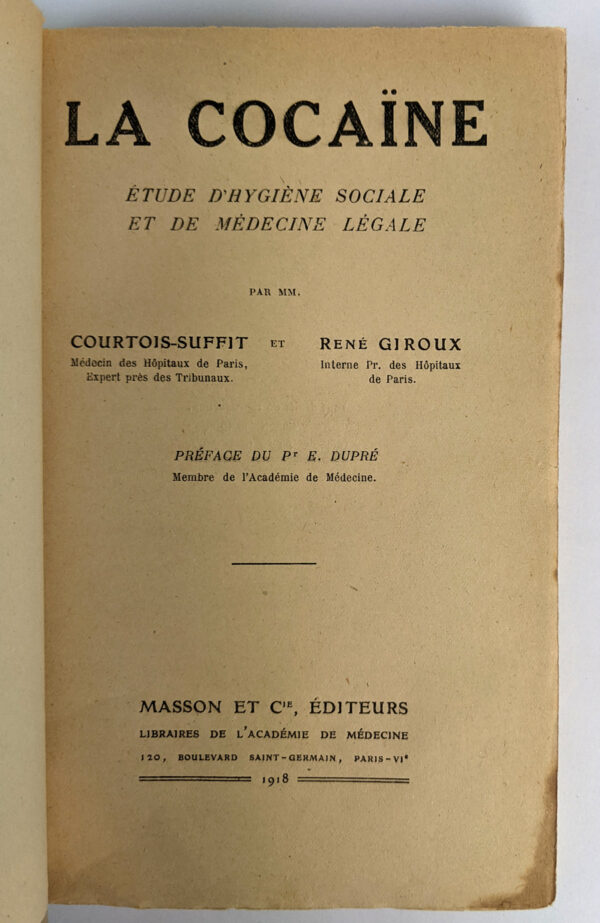 LA COCAÏNE
ÉTUDE D'HYGIÈNE SOCIALE
ET DE MÉDECINE LÉGALE
PAR MM.
COURTOIS-SUFFIT ET RENÉ GIROUX
Médecin des Hôpitaux de Paris,
Expert près des Tribunaux.
Interne Pr. des Hôpitaux
de Paris.
PRÉFACE DU Pr E. DUPRÉ
Membre de l'Académie de Médecine.
MASSON ET CIE, ÉDITEURS
LIBRAIRES DE L'ACADÉMIE DE MÉDECINE
120, BOULEVARD SAINT-GERMAIN, PARIS-VIe
1918